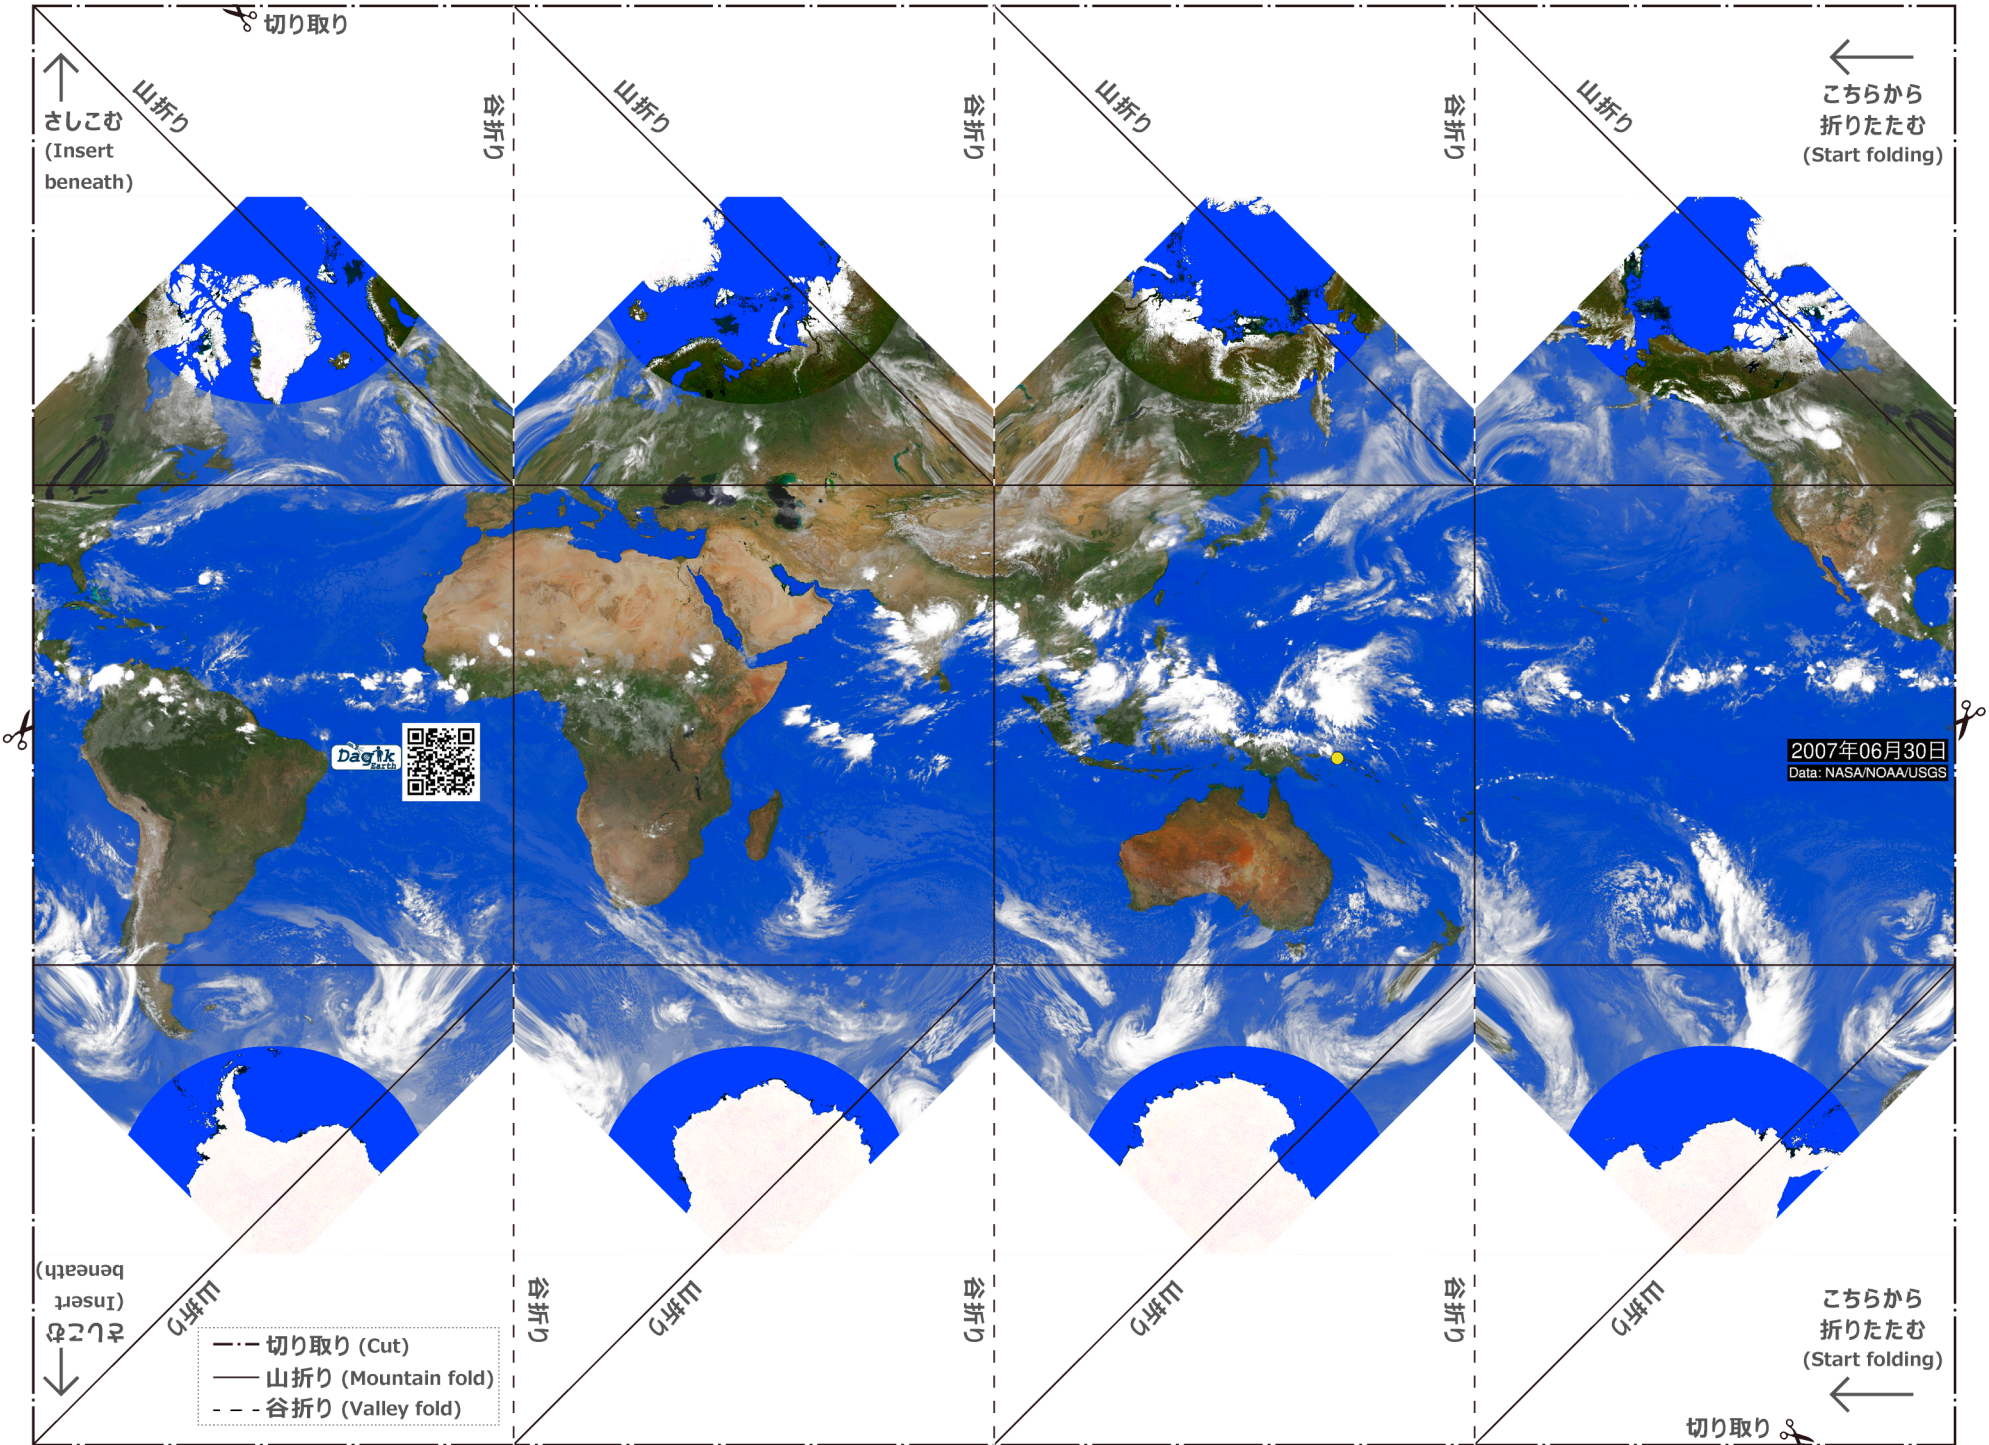 切り取り
山折り
谷折り
山折り
谷折り
山折り
谷折り
山折り
さしこむ
(Insert
beneath)
こちらから
折りたたむ
(Start folding)
Dagik
Earth
2007年06月30日
Data: NASA/NOAA/USGS
さしこむ
(Insert
beneath)
山折り
谷折り
山折り
谷折り
山折り
谷折り
山折り
こちらから
折りたたむ
(Start folding)
切り取り (Cut)
山折り (Mountain fold)
谷折り (Valley fold)
切り取り